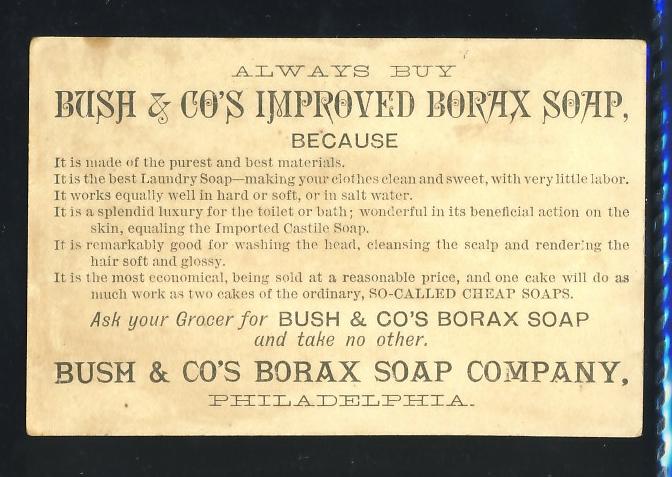 ALWAYS BUY
BUSH & CO'S IMPROVED BORAX SOAP,
BECAUSE
It is made of the purest and best materials.
It is the best Laundry Soap—making your clothes clean and sweet, with very little labor.
It works equally well in hard or soft, or in salt water.
It is a splendid luxury for the toilet or bath; wonderful in its beneficial action on the
skin, equaling the Imported Castile Soap.
It is remarkably good for washing the head, cleansing the scalp and rendering the
hair soft and glossy.
It is the most economical, being sold at a reasonable price, and one cake will do as
much work as two cakes of the ordinary, SO-CALLED CHEAP SOAPS.
Ask your Grocer for BUSH & CO'S BORAX SOAP
and take no other.
BUSH & CO'S BORAX SOAP COMPANY,
PHILADELPHIA.